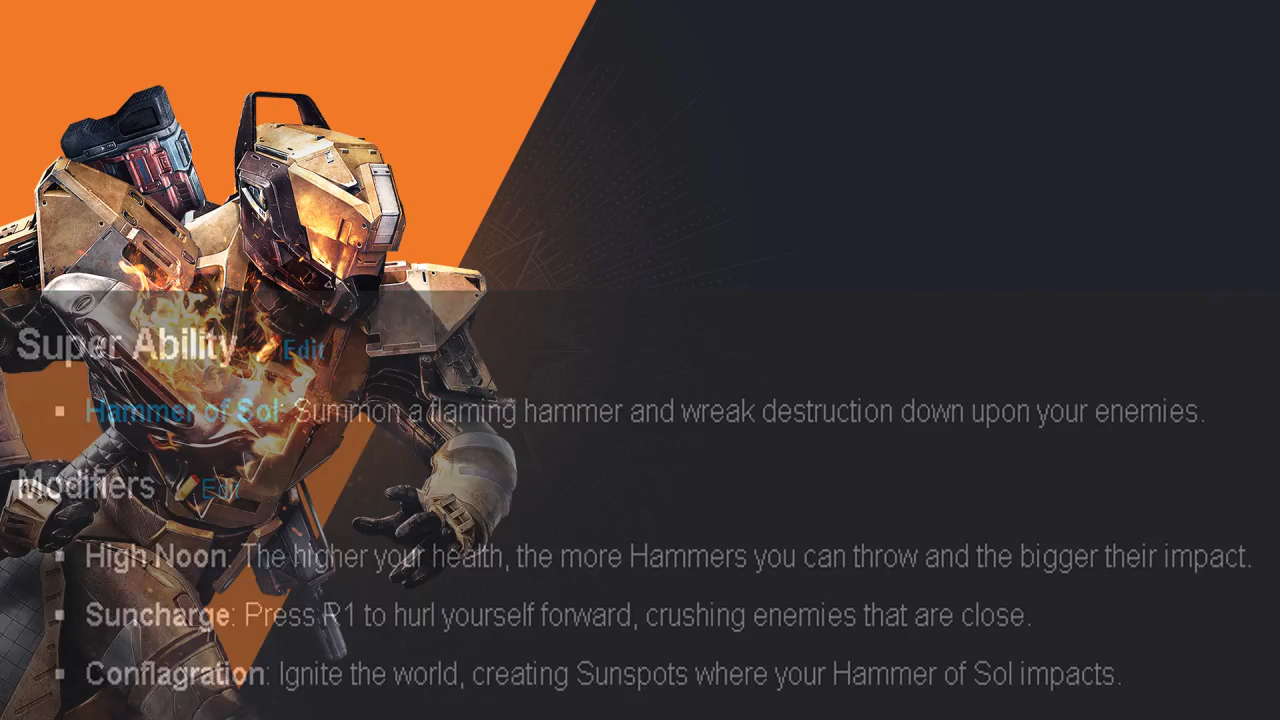 Super Ability Edit
Hammer of Sol: Summon a flaming hammer and wreak destruction down upon your enemies.
Modifiers Edit
High Noon: The higher your health, the more Hammers you can throw and the bigger their impact.
Suncharge: Press R1 to hurl yourself forward, crushing enemies that are close.
Conflagration: Ignite the world, creating Sunspots where your Hammer of Sol impacts.